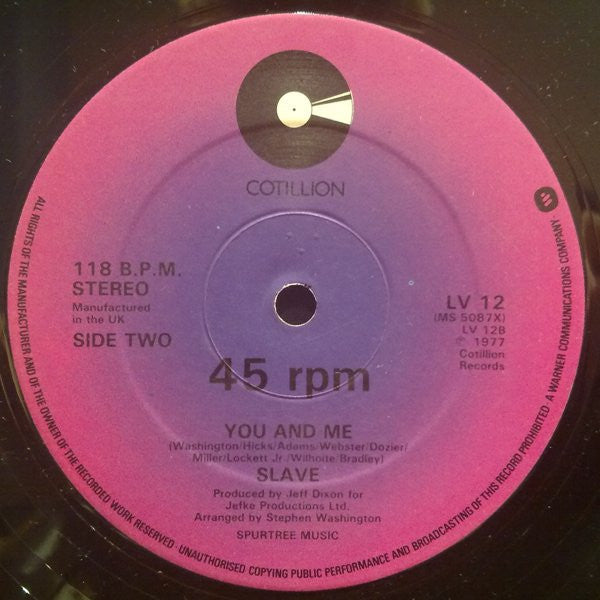 COTILLION
118 B.P.M.
STEREO
Manufactured
in the UK
SIDE TWO
LV 12
(MS 5087X)
LV 12B
℗ 1977
Cotillion
Records
45 rpm
YOU AND ME
(Washington/Hicks/Adams/Webster/Dozier/
Miller/Lockett Jr./Wilhoite Bradley)
SLAVE
Produced by Jeff Dixon for
Jefke Productions Ltd.
Arranged by Stephen Washington
SPURTREE MUSIC
ALL RIGHTS OF THE MANUFACTURER AND OF THE OWNER OF THE RECORDED WORK RESERVED · UNAUTHORISED COPYING PUBLIC PERFORMANCE AND BROADCASTING OF THIS RECORD PROHIBITED · A WARNER COMMUNICATIONS COMPANY ·